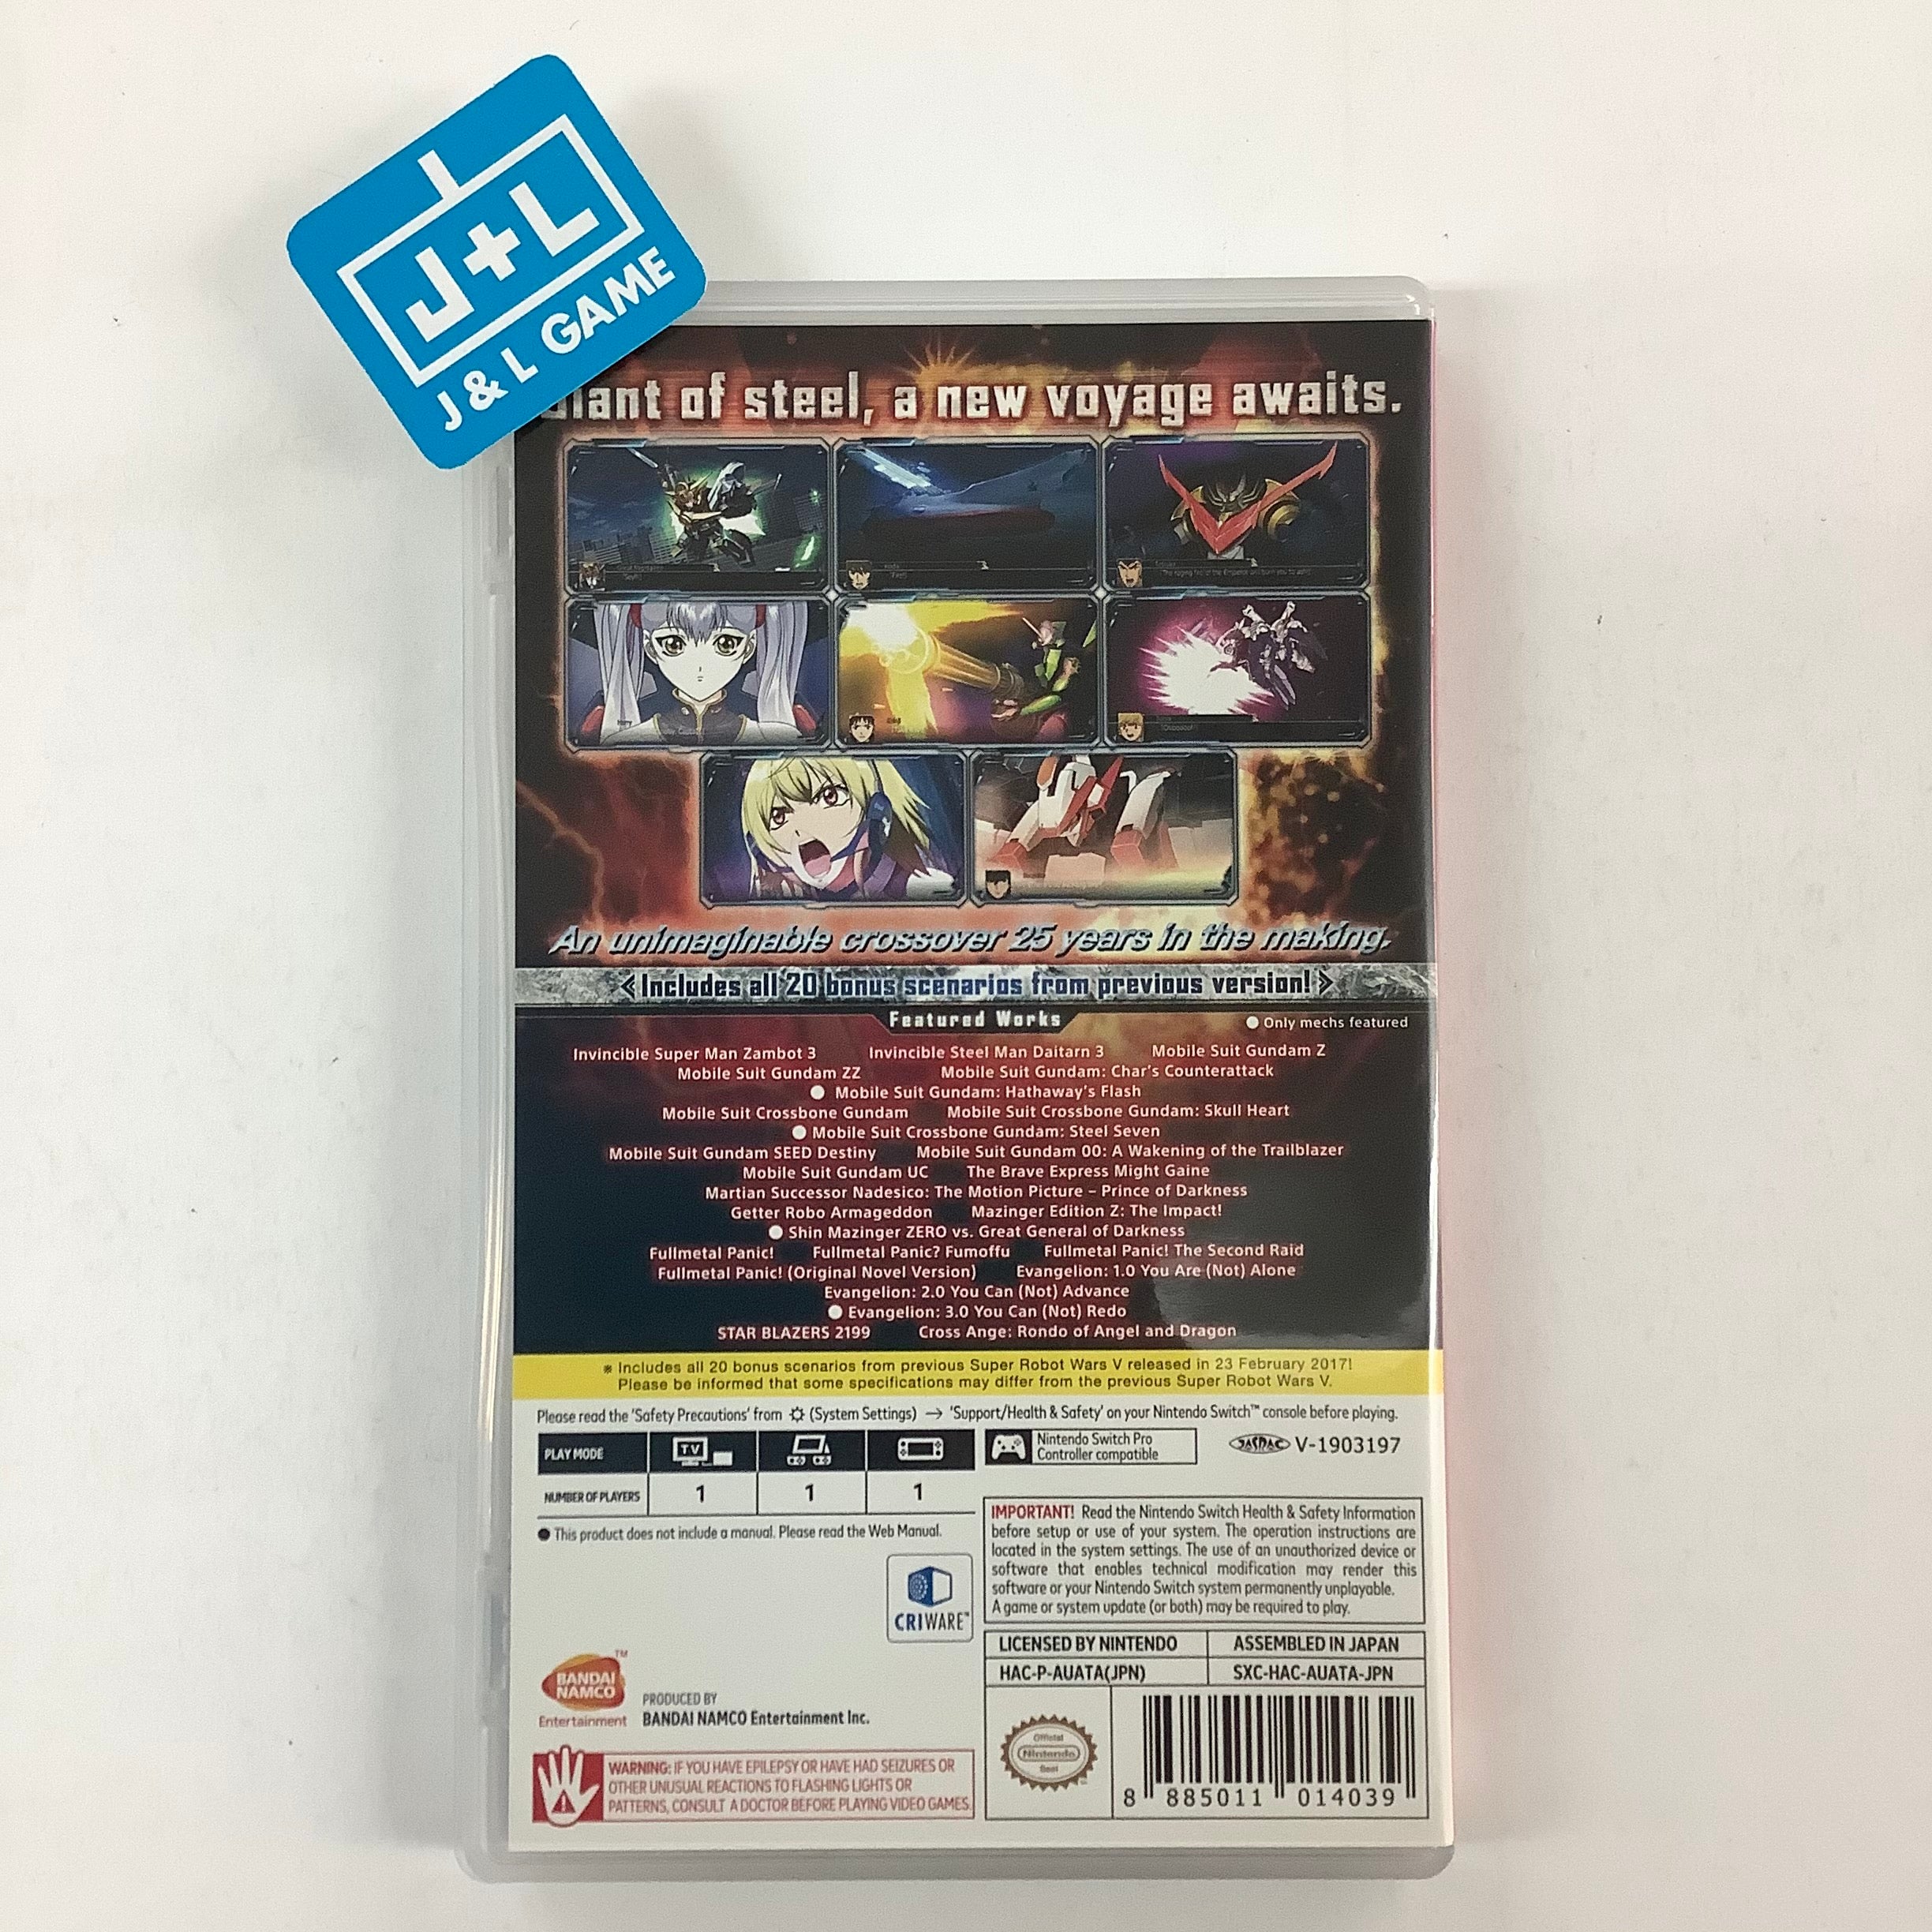 J+L
J & L GAME
of steel, a new voyage awaits.
An unimaginable crossover 25 years in the making.
<Includes all 20 bonus scenarios from previous version!>
Featured Works
● Only mechs featured
Invincible Super Man Zambot 3 Invincible Steel Man Daitarn 3 Mobile Suit Gundam Z
Mobile Suit Gundam ZZ Mobile Suit Gundam: Char's Counterattack
● Mobile Suit Gundam: Hathaway's Flash
Mobile Suit Crossbone Gundam Mobile Suit Crossbone Gundam: Skull Heart
● Mobile Suit Crossbone Gundam: Steel Seven
Mobile Suit Gundam SEED Destiny Mobile Suit Gundam 00: A Wakening of the Trailblazer
Mobile Suit Gundam UC The Brave Express Might Gaine
Martian Successor Nadesico: The Motion Picture – Prince of Darkness
Getter Robo Armageddon Mazinger Edition Z: The Impact!
● Shin Mazinger ZERO vs. Great General of Darkness
Fullmetal Panic! Fullmetal Panic? Fumoffu Fullmetal Panic! The Second Raid
Fullmetal Panic! (Original Novel Version) Evangelion: 1.0 You Are (Not) Alone
Evangelion: 2.0 You Can (Not) Advance
● Evangelion: 3.0 You Can (Not) Redo
STAR BLAZERS 2199 Cross Ange: Rondo of Angel and Dragon
※ Includes all 20 bonus scenarios from previous Super Robot Wars V released in 23 February 2017!
Please be informed that some specifications may differ from the previous Super Robot Wars V.
Please read the 'Safety Precautions' from (System Settings) → 'Support/Health & Safety' on your Nintendo Switch™ console before playing.
PLAY MODE TV
NUMBER OF PLAYERS 1 1 1
Nintendo Switch Pro
Controller compatible
JASRAC V-1903197
● This product does not include a manual. Please read the Web Manual.
IMPORTANT! Read the Nintendo Switch Health & Safety Information
before setup or use of your system. The operation instructions are
located in the system settings. The use of an unauthorized device or
software that enables technical modification may render this
software or your Nintendo Switch system permanently unplayable.
A game or system update (or both) may be required to play.
CRIWARE™
LICENSED BY NINTENDO ASSEMBLED IN JAPAN
HAC-P-AUATA(JPN) SXC-HAC-AUATA-JPN
BANDAI
NAMCO
TM
Entertainment
PRODUCED BY
BANDAI NAMCO Entertainment Inc.
WARNING: IF YOU HAVE EPILEPSY OR HAVE HAD SEIZURES OR
OTHER UNUSUAL REACTIONS TO FLASHING LIGHTS OR
PATTERNS, CONSULT A DOCTOR BEFORE PLAYING VIDEO GAMES.
Official
Nintendo
Seal
8 885011 014039